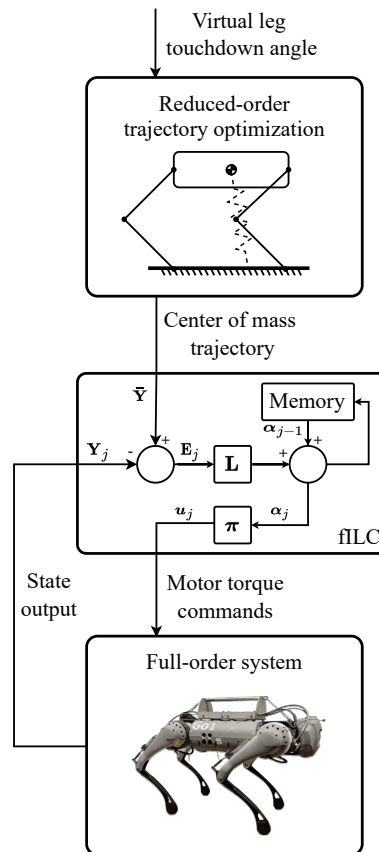 Virtual leg
touchdown angle
Reduced-order
trajectory optimization
Center of mass
trajectory
Ȳ
Memory
α_{j−1}
Y_j
-
+
E_j
L
+
+
u_j
π
α_j
fILC
State
output
Motor torque
commands
Full-order system
GO1